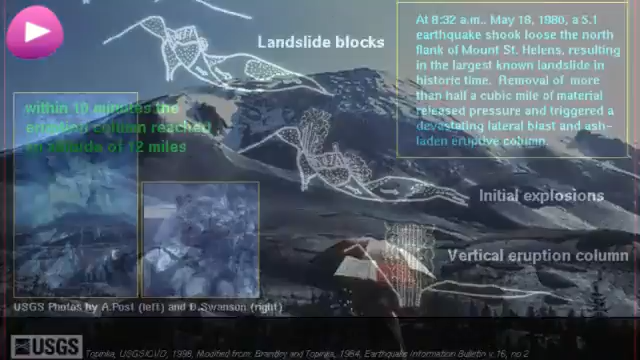 At 8:32 a.m., May 18, 1980, a 5.1
earthquake shook loose the north
flank of Mount St. Helens, resulting
in the largest known landslide in
historic time. Removal of more
than half a cubic mile of material
released pressure and triggered a
devastating lateral blast and ash-
laden eruptive column.
Landslide blocks
within 10 minutes the
eruption column reached
an altitude of 12 miles
Initial explosions
Vertical eruption column
USGS Photos by A.Post (left) and D.Swanson (right)
USGS
Topinka, USGS/CVO, 1998, Modified from: Brantley and Topinka, 1984, Earthquake Information Bulletin v.16, no 2